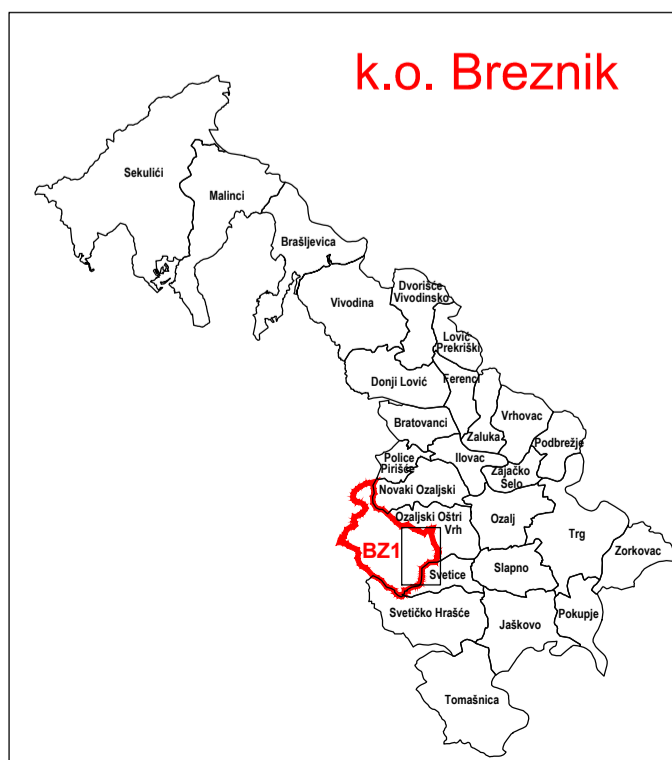 k.o. Breznik
Sekulići
Malinci
Brašljevica
Dvorišće
Vivodinsko
Vivodina
Lović
Prekriški
Donji Lović
Ferenci
Vrhovac
Bratovanci
Zaluka
Podbrežje
Police
Pirišće
Ilovac
Zajačko
Šelo
Novaki Ozaljski
Ozaljski Oštri
Vrh
Ozalj
Trg
BZ1
Zorkovac
Svetice
Slapno
Svetičko Hrašće
Jaškovo
Pokupje
Tomašnica